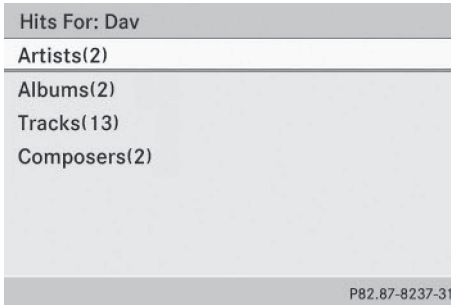 Hits For: Dav
Artists(2)
Albums(2)
Tracks(13)
Composers(2)
P82.87-8237-31